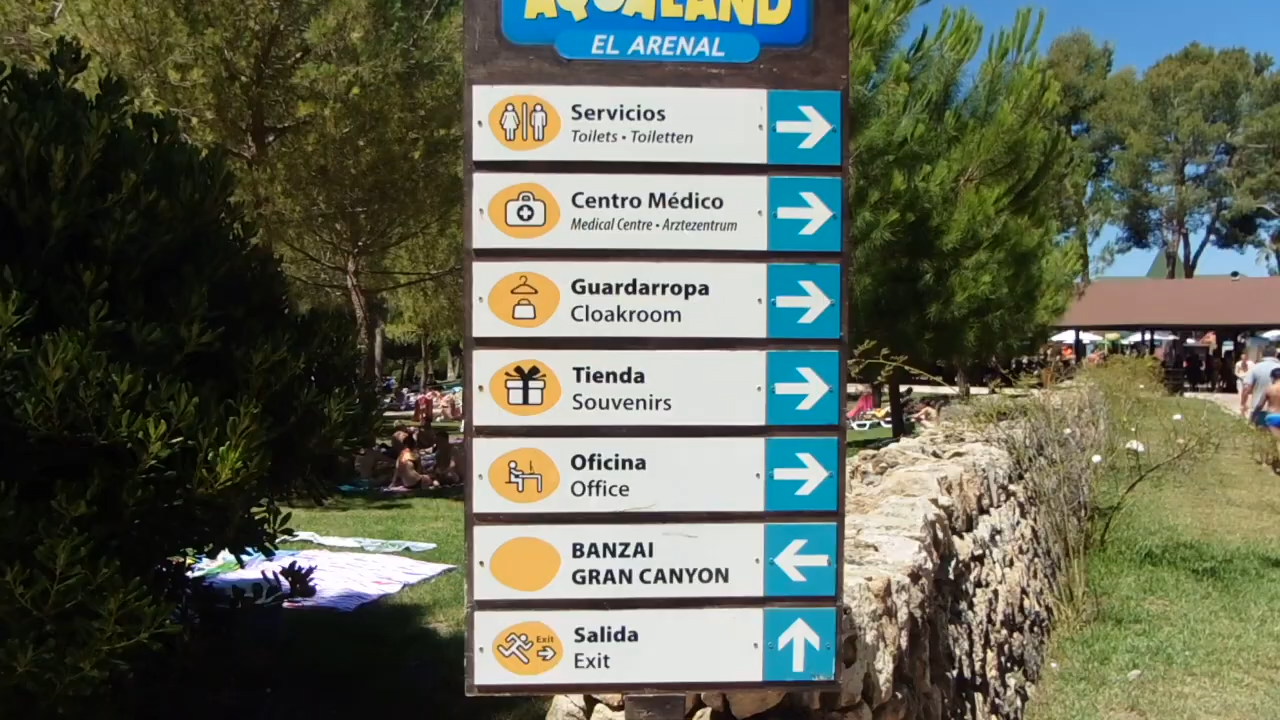 AQUALAND
EL ARENAL
Servicios
Toilets • Toiletten
Centro Médico
Medical Centre • Arztezentrum
Guardarropa
Cloakroom
Tienda
Souvenirs
Oficina
Office
BANZAI
GRAN CANYON
Exit
Salida
Exit